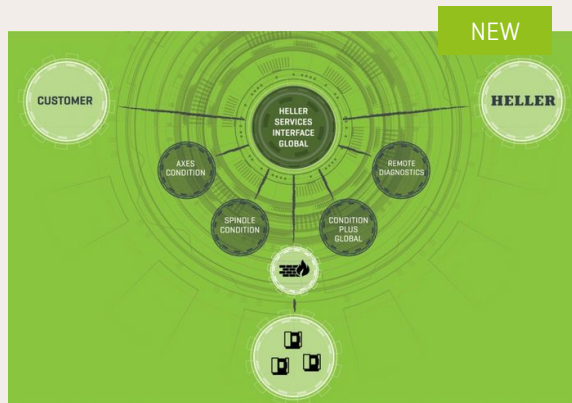 NEW
CUSTOMER
HELLER
SERVICES
INTERFACE
GLOBAL
HELLER
AXES
CONDITION
REMOTE
DIAGNOSTICS
SPINDLE
CONDITION
CONDITION
PLUS
GLOBAL